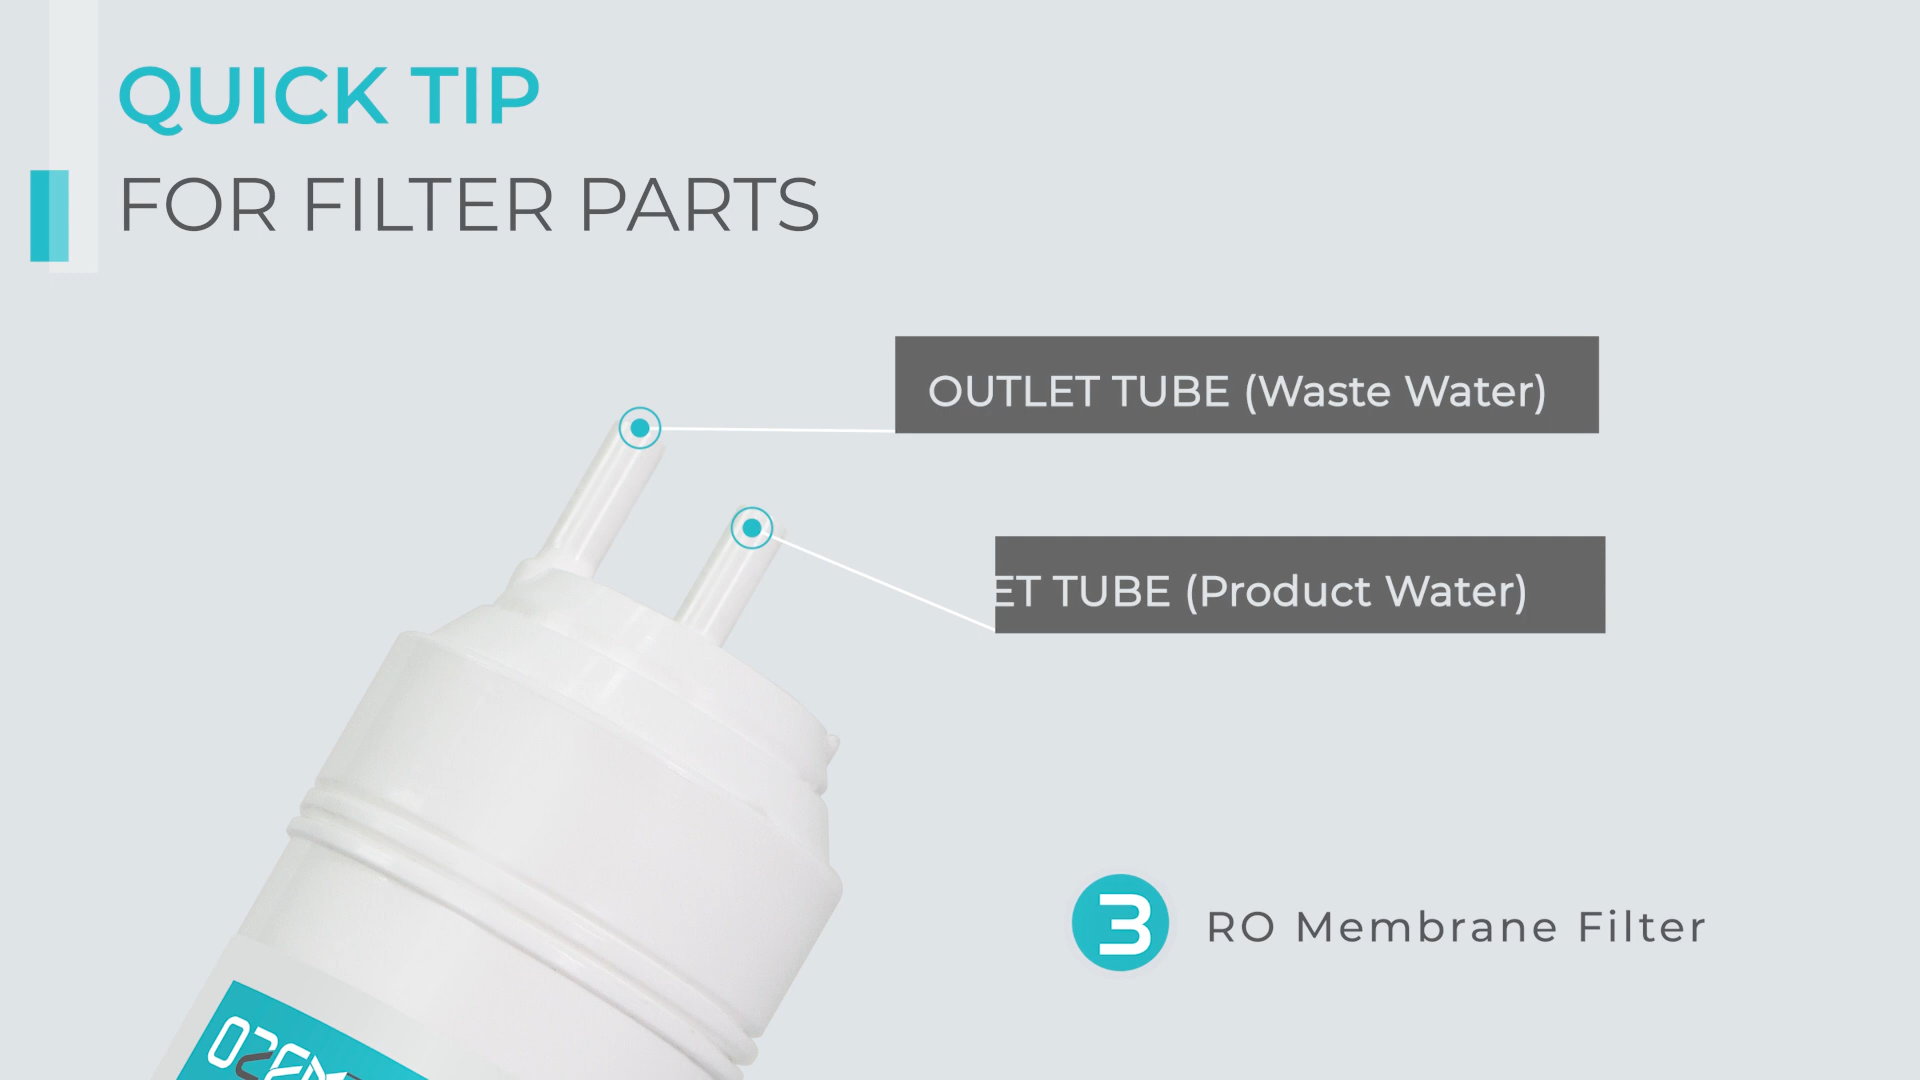 QUICK TIP
FOR FILTER PARTS
OUTLET TUBE (Waste Water)
ET TUBE (Product Water)
3 RO Membrane Filter